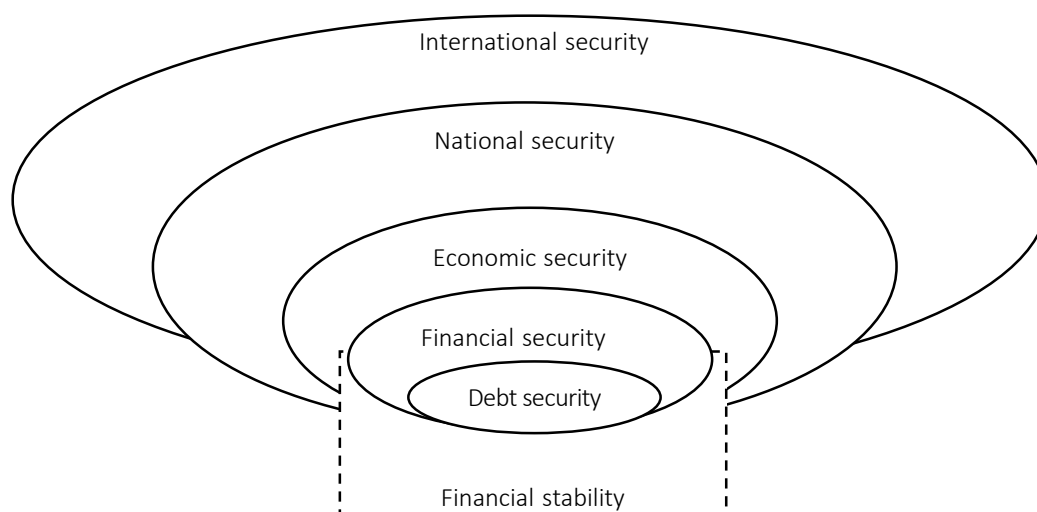 International security
National security
Economic security
Financial security
Debt security
Financial stability